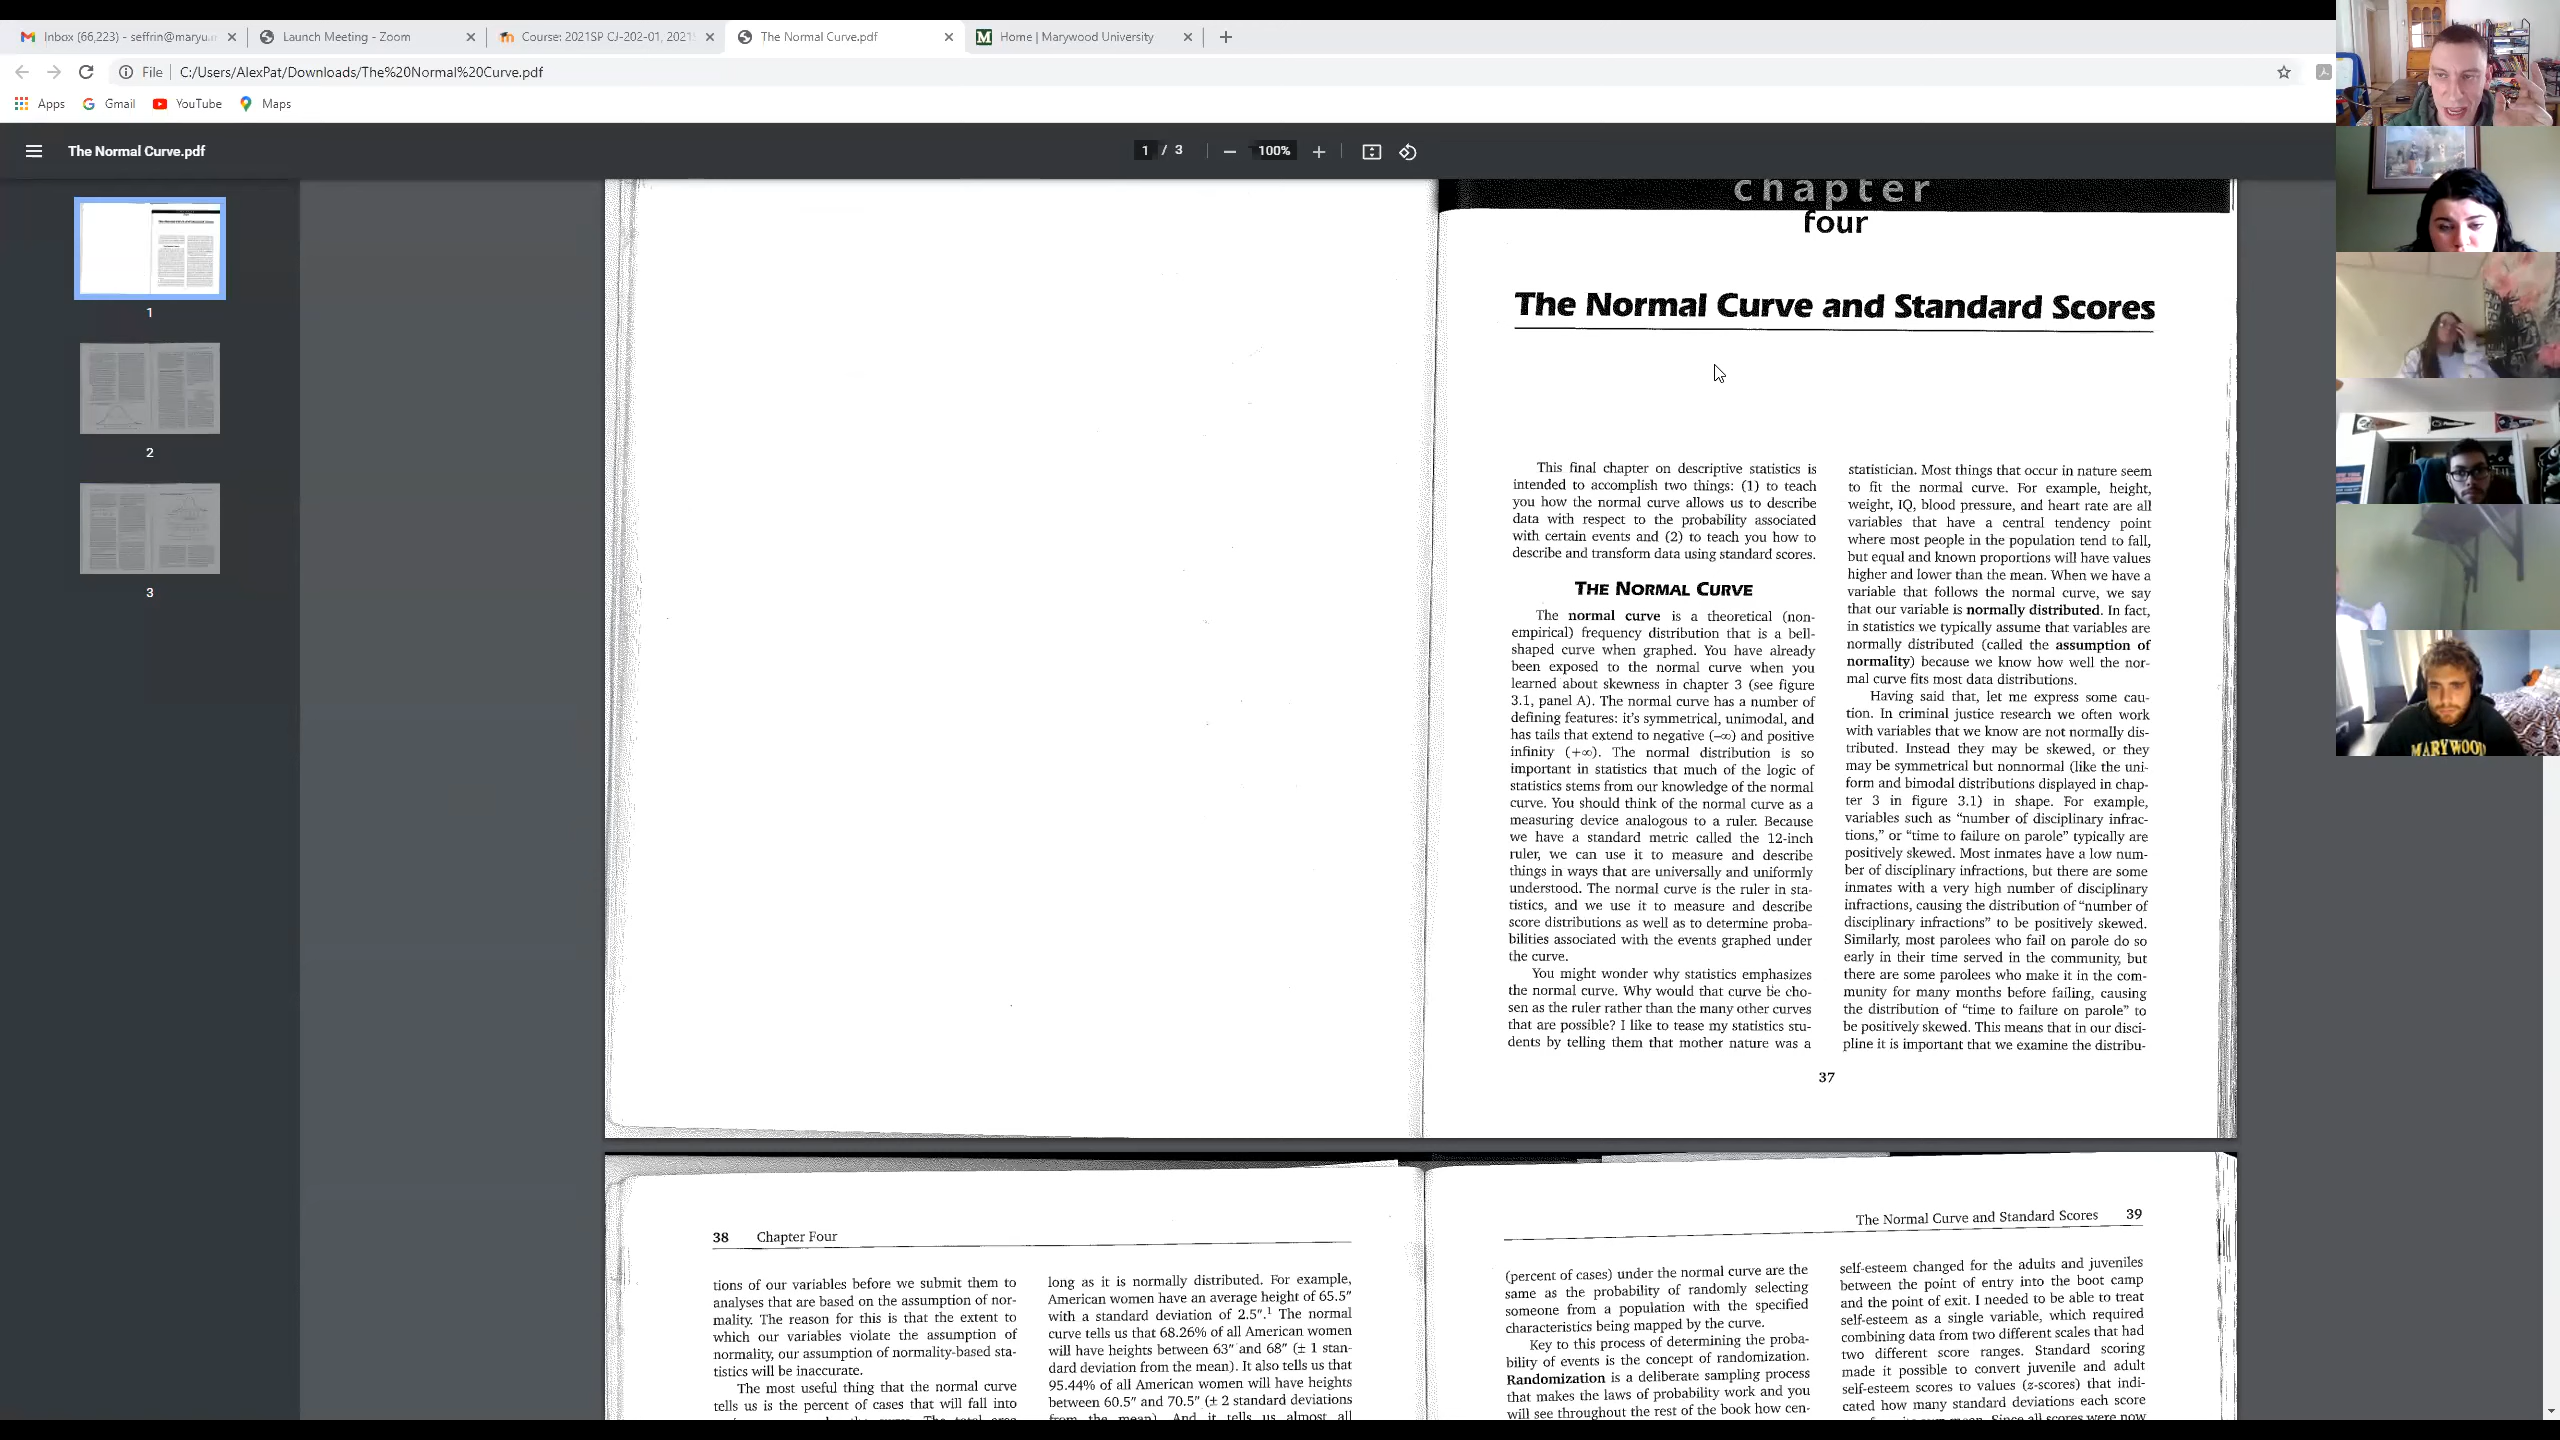 Inbox (66,223) - seffrin@maryu.m
Launch Meeting - Zoom
Course: 2021SP CJ-202-01, 2021S
The Normal Curve.pdf
Home | Marywood University
File
C:/Users/AlexPat/Downloads/The%20Normal%20Curve.pdf
Apps
Gmail
YouTube
Maps
The Normal Curve.pdf
1 / 3
100%
1
2
3
chapter
four
The Normal Curve and Standard Scores
This final chapter on descriptive statistics is
intended to accomplish two things: (1) to teach
you how the normal curve allows us to describe
data with respect to the probability associated
with certain events and (2) to teach you how to
describe and transform data using standard scores.
THE NORMAL CURVE
The normal curve is a theoretical (non-
empirical) frequency distribution that is a bell-
shaped curve when graphed. You have already
been exposed to the normal curve when you
learned about skewness in chapter 3 (see figure
3.1, panel A). The normal curve has a number of
defining features: it's symmetrical, unimodal, and
has tails that extend to negative (–∞) and positive
infinity (+∞). The normal distribution is so
important in statistics that much of the logic of
statistics stems from our knowledge of the normal
curve. You should think of the normal curve as a
measuring device analogous to a ruler. Because
we have a standard metric called the 12-inch
ruler, we can use it to measure and describe
things in ways that are universally and uniformly
understood. The normal curve is the ruler in sta-
tistics, and we use it to measure and describe
score distributions as well as to determine proba-
bilities associated with the events graphed under
the curve.
You might wonder why statistics emphasizes
the normal curve. Why would that curve be cho-
sen as the ruler rather than the many other curves
that are possible? I like to tease my statistics stu-
dents by telling them that mother nature was a
statistician. Most things that occur in nature seem
to fit the normal curve. For example, height,
weight, IQ, blood pressure, and heart rate are all
variables that have a central tendency point
where most people in the population tend to fall,
but equal and known proportions will have values
higher and lower than the mean. When we have a
variable that follows the normal curve, we say
that our variable is normally distributed. In fact,
in statistics we typically assume that variables are
normally distributed (called the assumption of
normality) because we know how well the nor-
mal curve fits most data distributions.
Having said that, let me express some cau-
tion. In criminal justice research we often work
with variables that we know are not normally dis-
tributed. Instead they may be skewed, or they
may be symmetrical but nonnormal (like the uni-
form and bimodal distributions displayed in chap-
ter 3 in figure 3.1) in shape. For example,
variables such as “number of disciplinary infrac-
tions,” or “time to failure on parole” typically are
positively skewed. Most inmates have a low num-
ber of disciplinary infractions, but there are some
inmates with a very high number of disciplinary
infractions, causing the distribution of “number of
disciplinary infractions” to be positively skewed.
Similarly, most parolees who fail on parole do so
early in their time served in the community, but
there are some parolees who make it in the com-
munity for many months before failing, causing
the distribution of “time to failure on parole” to
be positively skewed. This means that in our disci-
pline it is important that we examine the distribu-
37
38 Chapter Four
tions of our variables before we submit them to
analyses that are based on the assumption of nor-
mality. The reason for this is that the extent to
which our variables violate the assumption of
normality, our assumption of normality-based sta-
tistics will be inaccurate.
The most useful thing that the normal curve
tells us is the percent of cases that will fall into
long as it is normally distributed. For example,
American women have an average height of 65.5″
with a standard deviation of 2.5″.¹ The normal
curve tells us that 68.26% of all American women
will have heights between 63″ and 68″ (± 1 stan-
dard deviation from the mean). It also tells us that
95.44% of all American women will have heights
between 60.5″ and 70.5″ (± 2 standard deviations
from the mean). And it tells us almost all
The Normal Curve and Standard Scores 39
(percent of cases) under the normal curve are the
same as the probability of randomly selecting
someone from a population with the specified
characteristics being mapped by the curve.
Key to this process of determining the proba-
bility of events is the concept of randomization.
Randomization is a deliberate sampling process
that makes the laws of probability work and you
will see throughout the rest of the book how cen-
self-esteem changed for the adults and juveniles
between the point of entry into the boot camp
and the point of exit. I needed to be able to treat
self-esteem as a single variable, which required
combining data from two different scales that had
two different score ranges. Standard scoring
made it possible to convert juvenile and adult
self-esteem scores to values (z-scores) that indi-
cated how many standard deviations each score
MARYWOOD